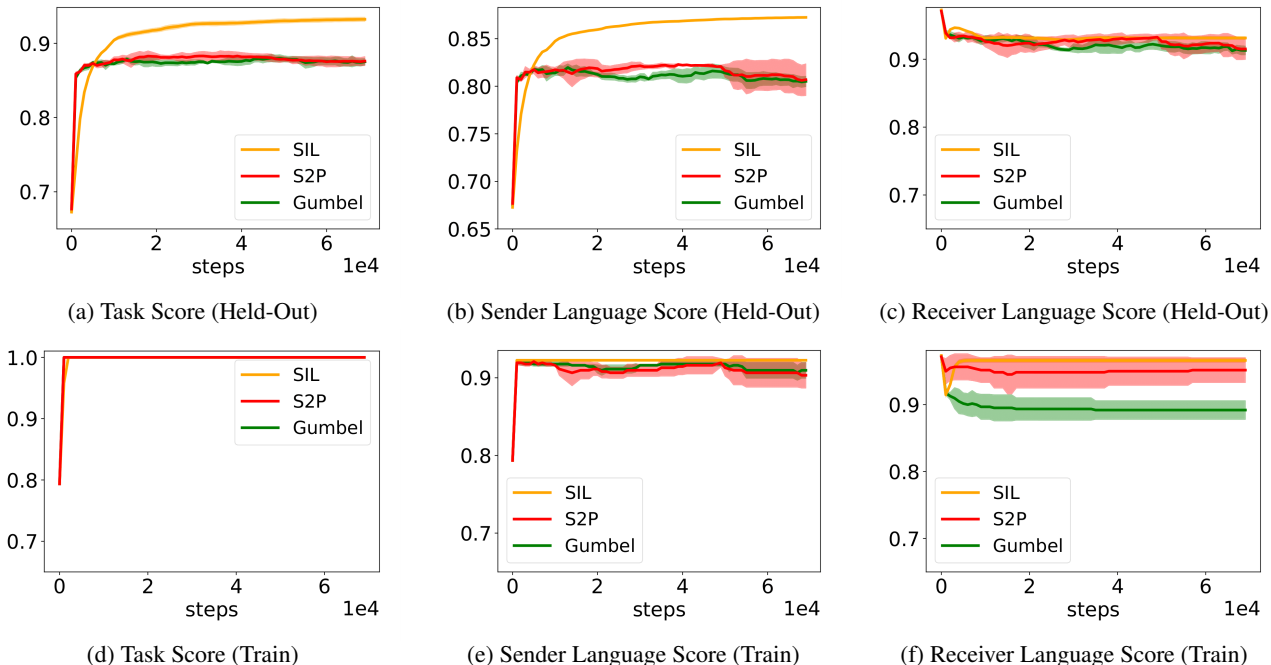 0.9
0.7
SIL
S2P
Gumbel
0 2 4 6
steps 1e4
(a) Task Score (Held-Out)
0.85
0.80
0.75
0.70
0.65
SIL
S2P
Gumbel
0 2 4 6
steps 1e4
(b) Sender Language Score (Held-Out)
0.9
0.8
0.7
SIL
S2P
Gumbel
0 2 4 6
steps 1e4
(c) Receiver Language Score (Held-Out)
1.0
0.9
0.8
0.7
SIL
S2P
Gumbel
0 2 4 6
steps 1e4
(d) Task Score (Train)
0.9
0.8
0.7
SIL
S2P
Gumbel
0 2 4 6
steps 1e4
(e) Sender Language Score (Train)
0.9
0.8
0.7
SIL
S2P
Gumbel
0 2 4 6
steps 1e4
(f) Receiver Language Score (Train)